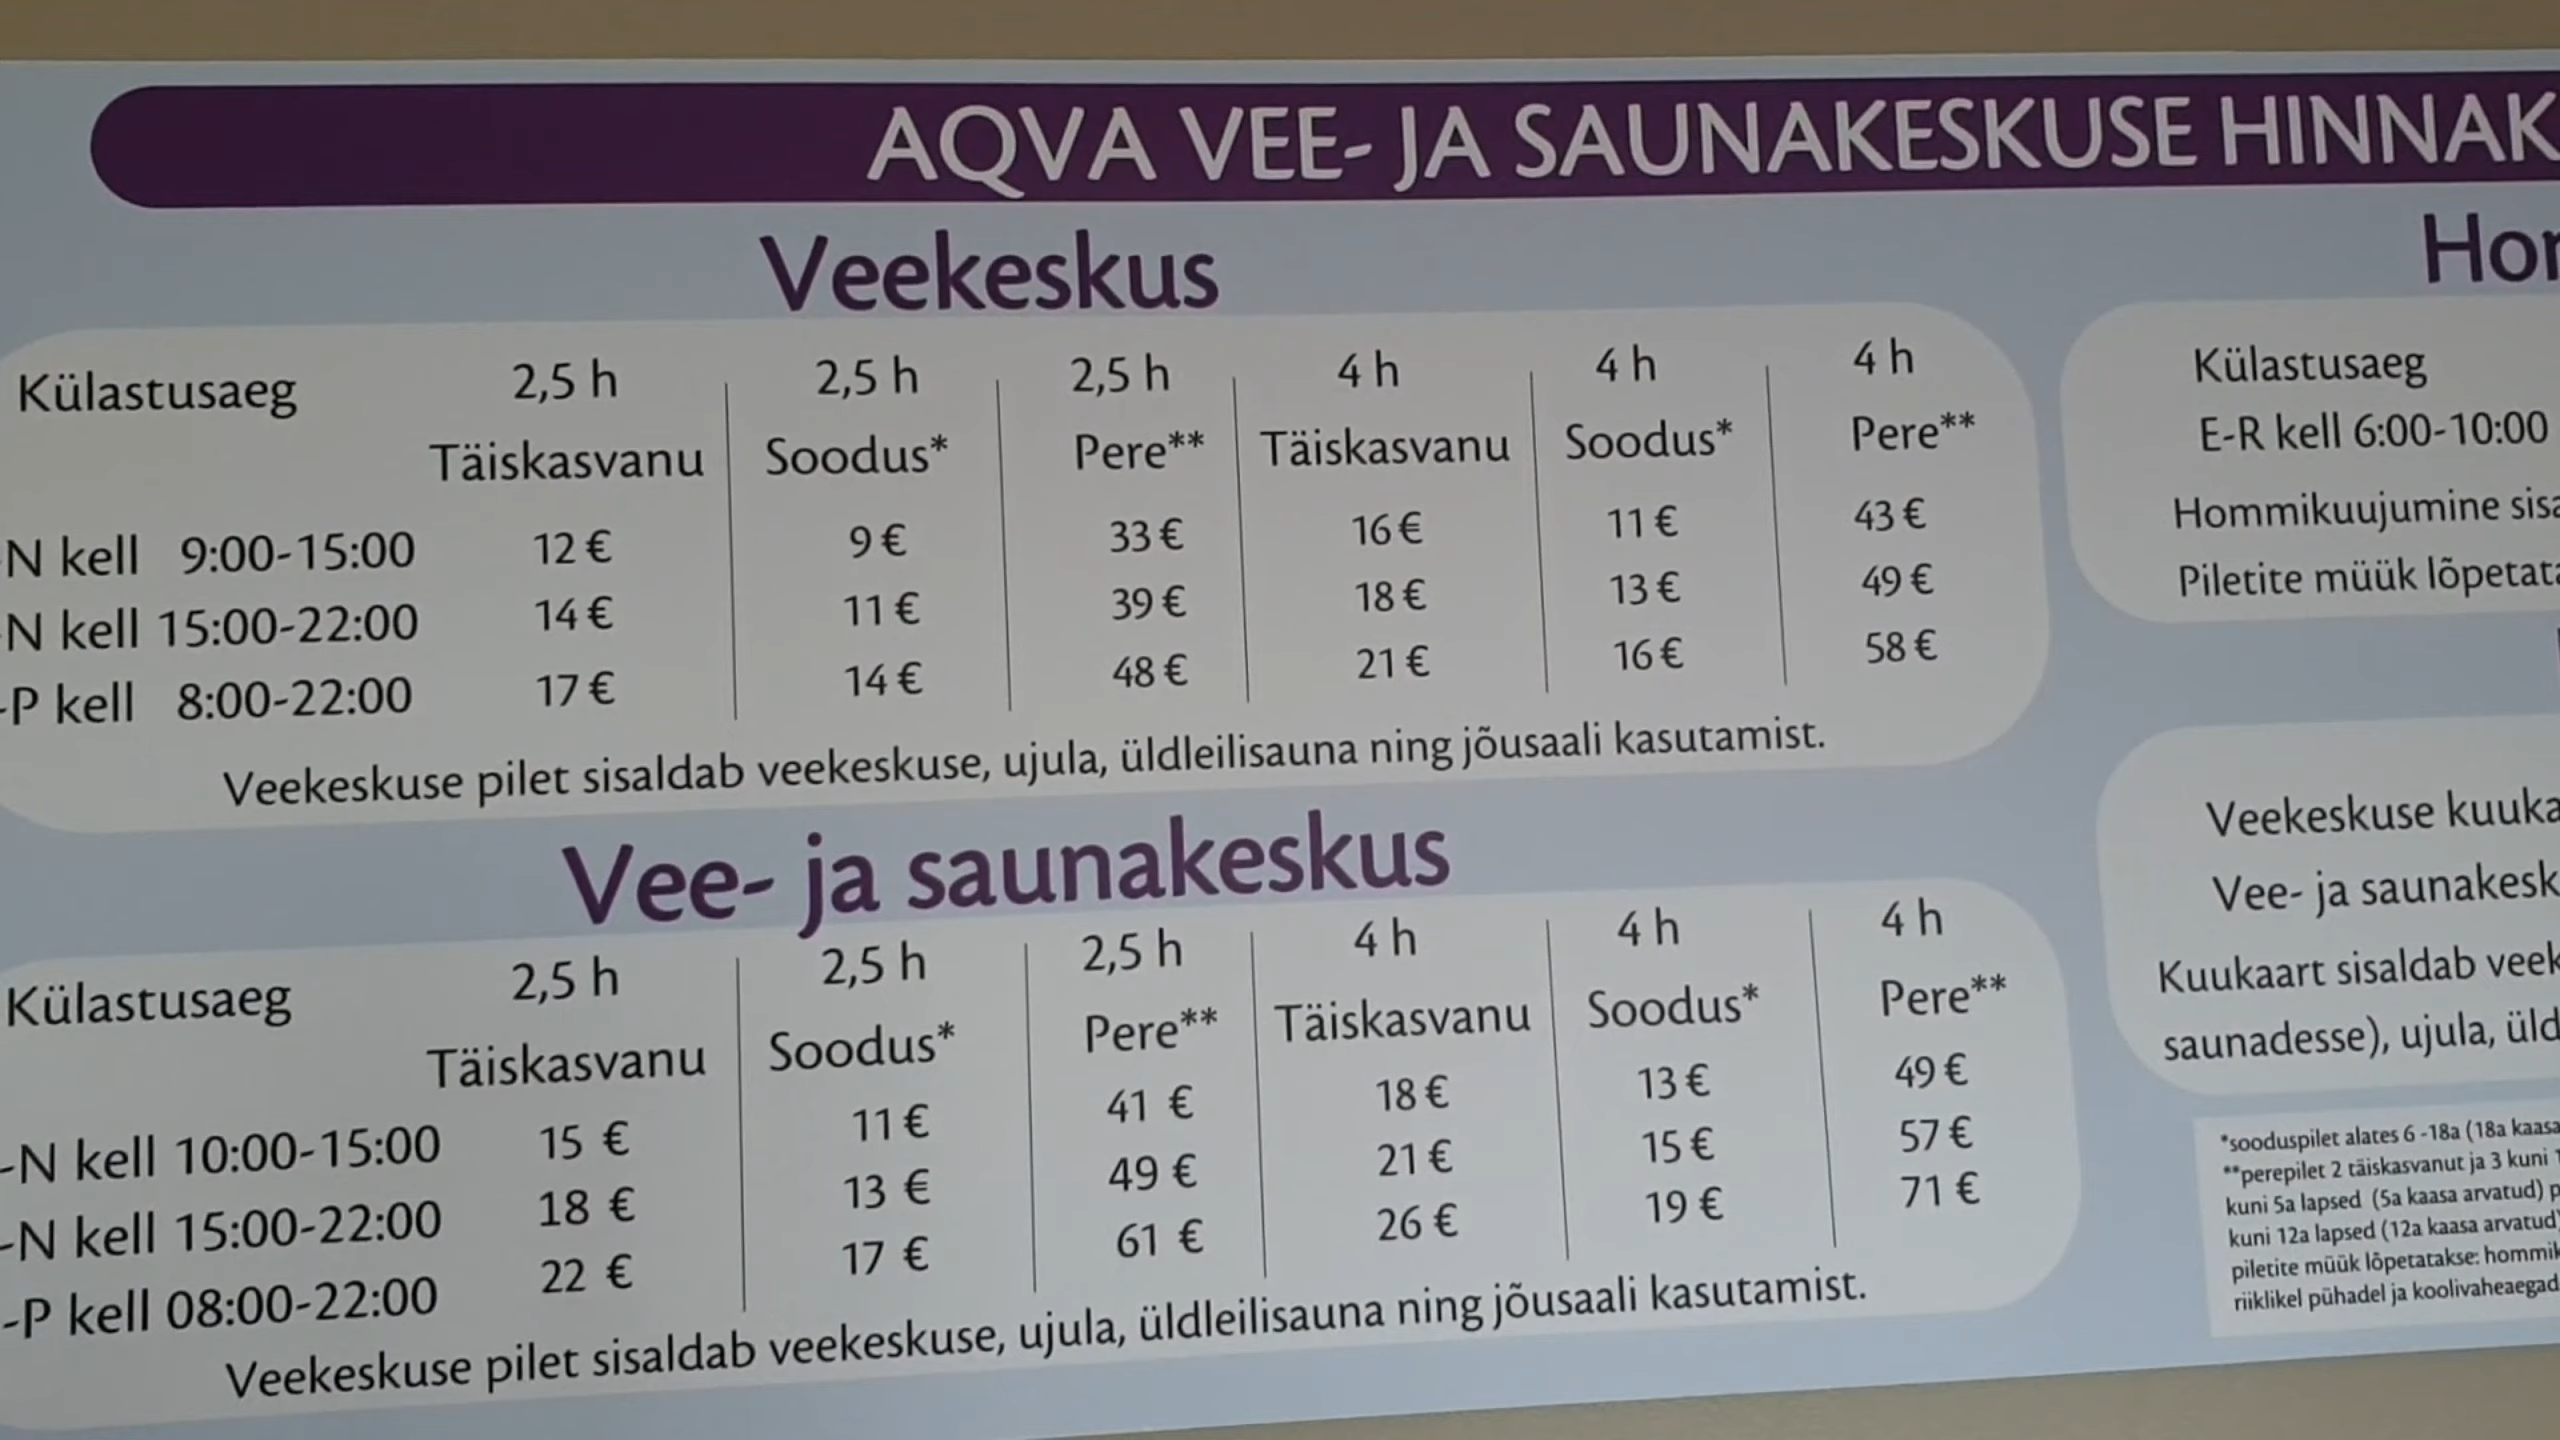 AQVA VEE- JA SAUNAKESKUSE HINNAK
Veekeskus
Külastusaeg 2,5 h 2,5 h 2,5 h 4 h 4 h 4 h
Täiskasvanu Soodus* Pere** Täiskasvanu Soodus* Pere**
-N kell 9:00-15:00 12 € 9 € 33 € 16 € 11 € 43 €
-N kell 15:00-22:00 14 € 11 € 39 € 18 € 13 € 49 €
-P kell 8:00-22:00 17 € 14 € 48 € 21 € 16 € 58 €
Veekeskuse pilet sisaldab veekeskuse, ujula, üldleilisauna ning jõusaali kasutamist.
Vee- ja saunakeskus
Külastusaeg 2,5 h 2,5 h 2,5 h 4 h 4 h 4 h
Täiskasvanu Soodus* Pere** Täiskasvanu Soodus* Pere**
-N kell 10:00-15:00 15 € 11 € 41 € 18 € 13 € 49 €
-N kell 15:00-22:00 18 € 13 € 49 € 21 € 15 € 57 €
-P kell 08:00-22:00 22 € 17 € 61 € 26 € 19 € 71 €
Veekeskuse pilet sisaldab veekeskuse, ujula, üldleilisauna ning jõusaali kasutamist.
Hor
Külastusaeg
E-R kell 6:00-10:00
Hommikuujumine sisa
Piletite müük lõpetata
Veekeskuse kuuka
Vee- ja saunakesk
Kuukaart sisaldab veek
saunadesse), ujula, üld
*sooduspilet alates 6 -18a (18a kaasa
**perepilet 2 täiskasvanut ja 3 kuni 1
kuni 5a lapsed (5a kaasa arvatud) p
kuni 12a lapsed (12a kaasa arvatud)
piletite müük lõpetatakse: hommik
riiklikel pühadel ja koolivaheaegad